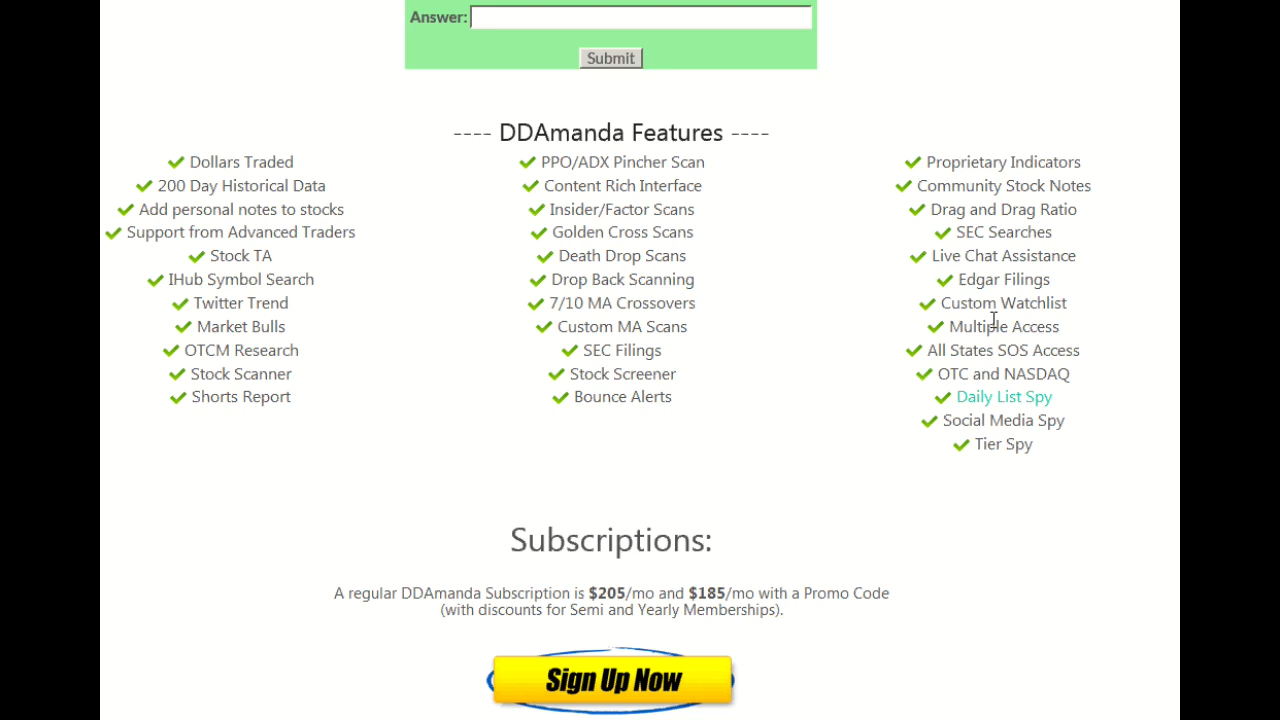 Answer:
Submit
---- DDAmanda Features ----
Dollars Traded
200 Day Historical Data
Add personal notes to stocks
Support from Advanced Traders
Stock TA
IHub Symbol Search
Twitter Trend
Market Bulls
OTCM Research
Stock Scanner
Shorts Report
PPO/ADX Pincher Scan
Content Rich Interface
Insider/Factor Scans
Golden Cross Scans
Death Drop Scans
Drop Back Scanning
7/10 MA Crossovers
Custom MA Scans
SEC Filings
Stock Screener
Bounce Alerts
Proprietary Indicators
Community Stock Notes
Drag and Drag Ratio
SEC Searches
Live Chat Assistance
Edgar Filings
Custom Watchlist
Multiple Access
All States SOS Access
OTC and NASDAQ
Daily List Spy
Social Media Spy
Tier Spy
Subscriptions:
A regular DDAmanda Subscription is $205/mo and $185/mo with a Promo Code
(with discounts for Semi and Yearly Memberships).
Sign Up Now